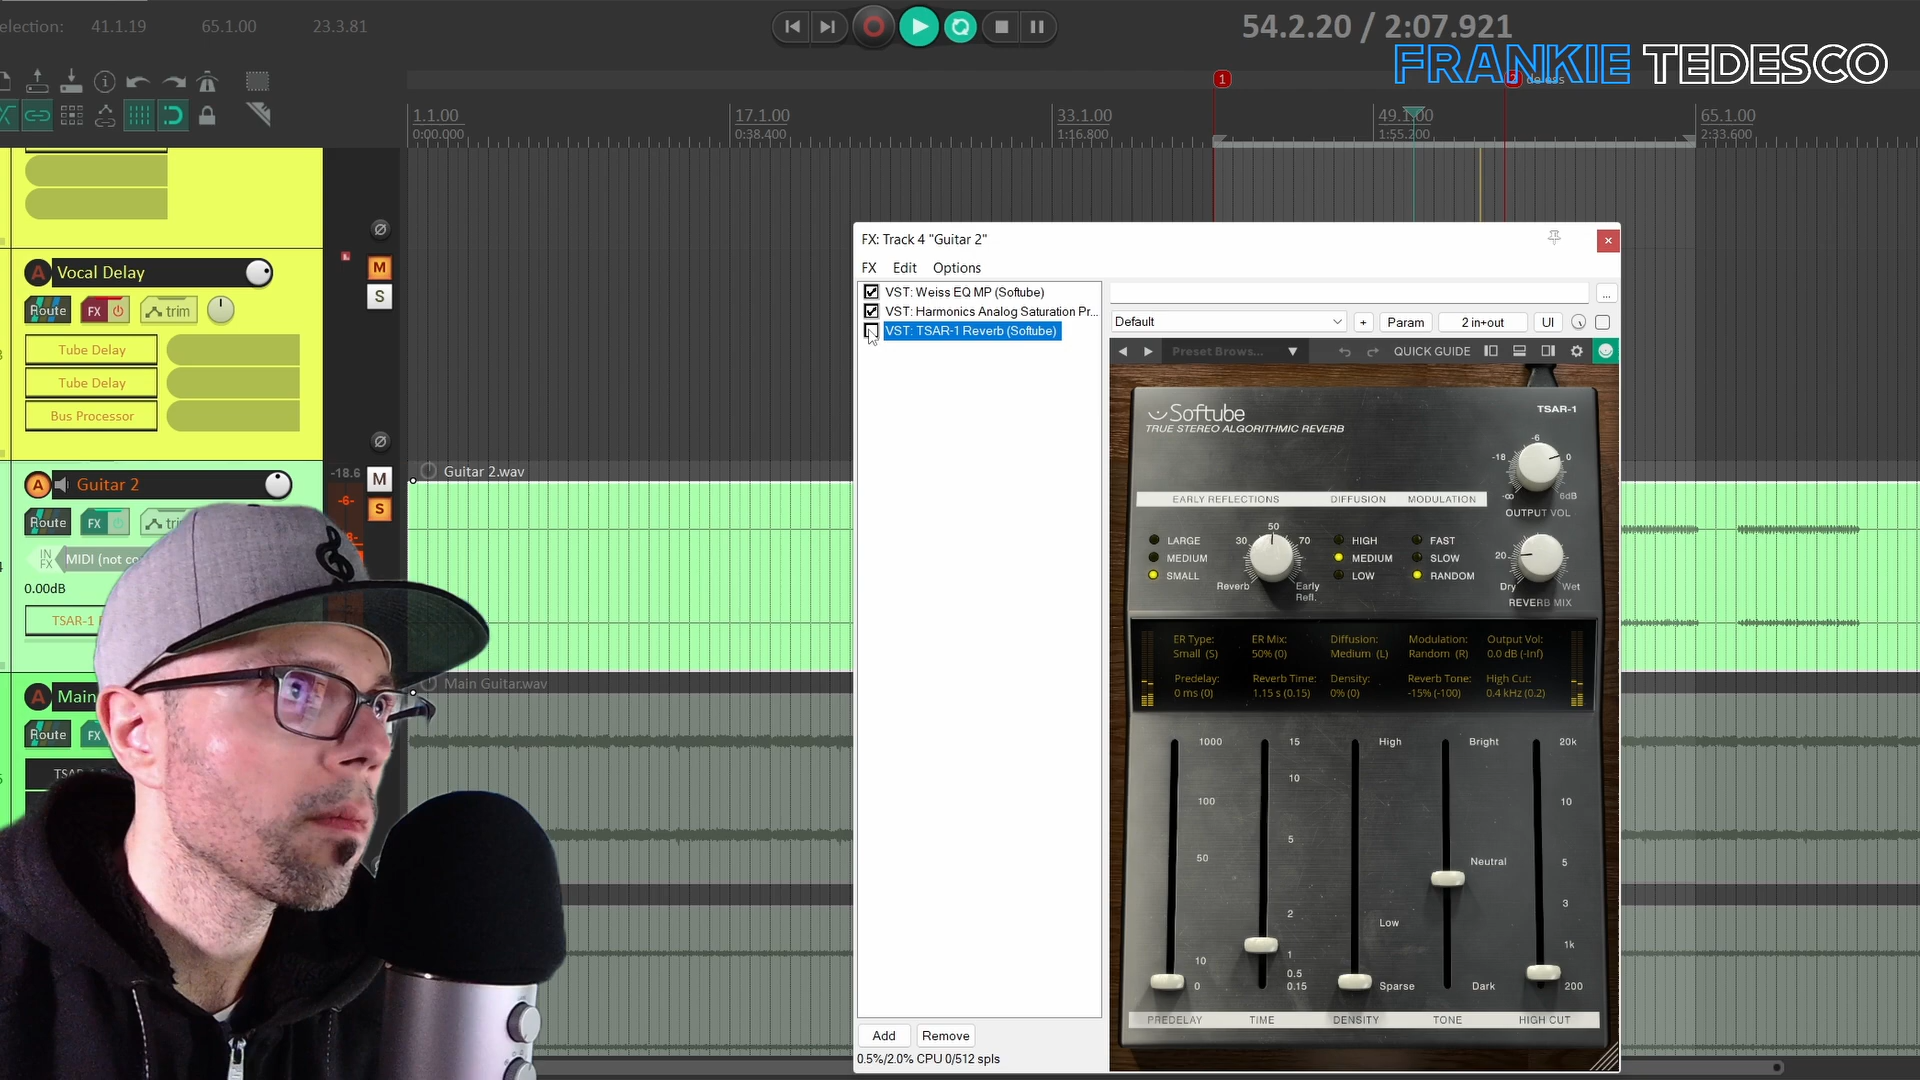 election: 41.1.19 65.1.00 23.3.81
54.2.20 / 2:07.921
FRANKIE TEDESCO
1
1.1.00 17.1.00 33.1.00 49.1.00 65.1.00
0:00.000 0:38.400 1:16.800 1:55.200 2:33.600
Vocal Delay
M
S
Route FX trim
Tube Delay
Tube Delay
Bus Processor
Guitar 2
-18.6 M
-6- S
Route FX
IN FX MIDI (not co
0.00dB
TSAR-1
Main
Route FX
Guitar 2.wav
Main Guitar.wav
FX: Track 4 "Guitar 2"
FX Edit Options
VST: Weiss EQ MP (Softube)
VST: Harmonics Analog Saturation Pr...
VST: TSAR-1 Reverb (Softube)
Default + Param 2 in+out UI
Preset Brows... QUICK GUIDE
Softube TSAR-1
TRUE STEREO ALGORITHMIC REVERB
-6
-18 0
-∞ 6dB
OUTPUT VOL
EARLY REFLECTIONS DIFFUSION MODULATION
LARGE
MEDIUM
SMALL
50
30 70
Reverb Early Refl.
HIGH
MEDIUM
LOW
FAST
SLOW
RANDOM
20
Dry Wet
REVERB MIX
ER Type: ER Mix: Diffusion: Modulation: Output Vol:
Small (S) 50% (0) Medium (L) Random (R) 0.0 dB (-Inf)
Predelay: Reverb Time: Density: Reverb Tone: High Cut:
0 ms (0) 1.15 s (0.15) 0% (0) -15% (-100) 0.4 kHz (0.2)
1000 15 High Bright 20k
10
100 10
5
50 Neutral 5
3
2
Low
1k
10 1
0.5
0 0.15 Sparse Dark 200
PREDELAY TIME DENSITY TONE HIGH CUT
Add Remove
0.5%/2.0% CPU 0/512 spls